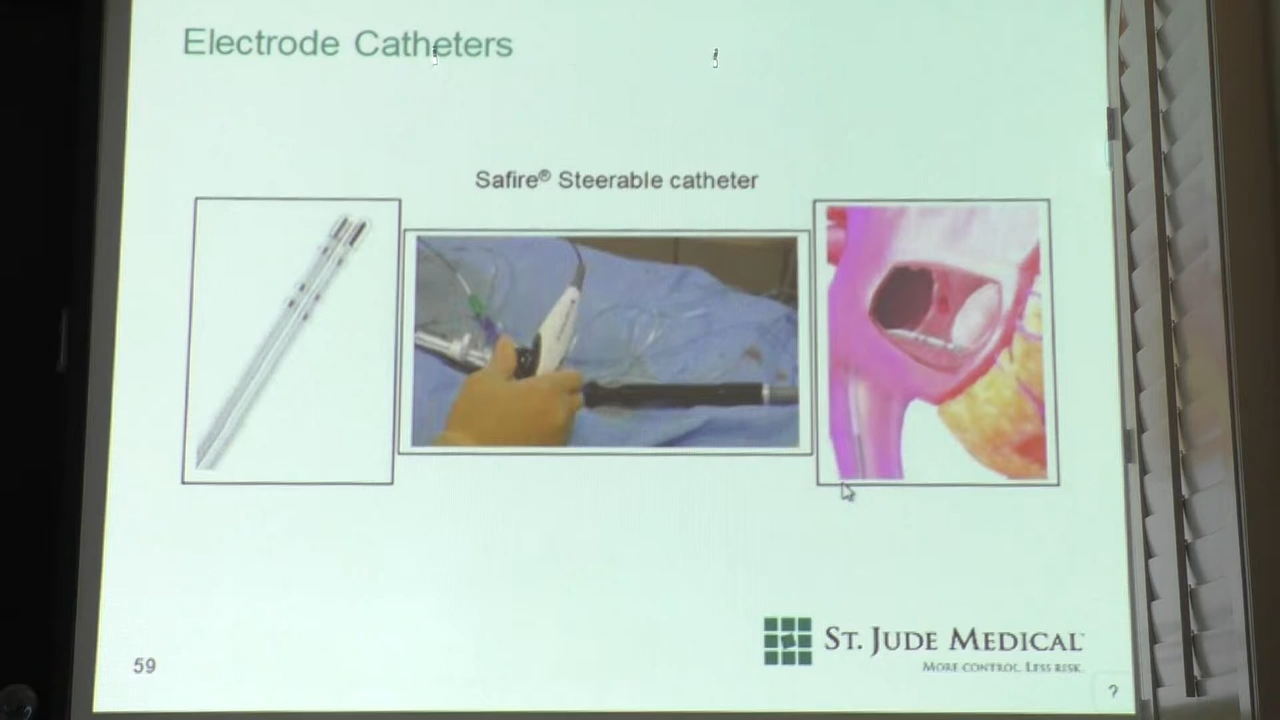 Electrode Catheters
Safire® Steerable catheter
ST. JUDE MEDICAL
MORE CONTROL. LESS RISK.
59
?